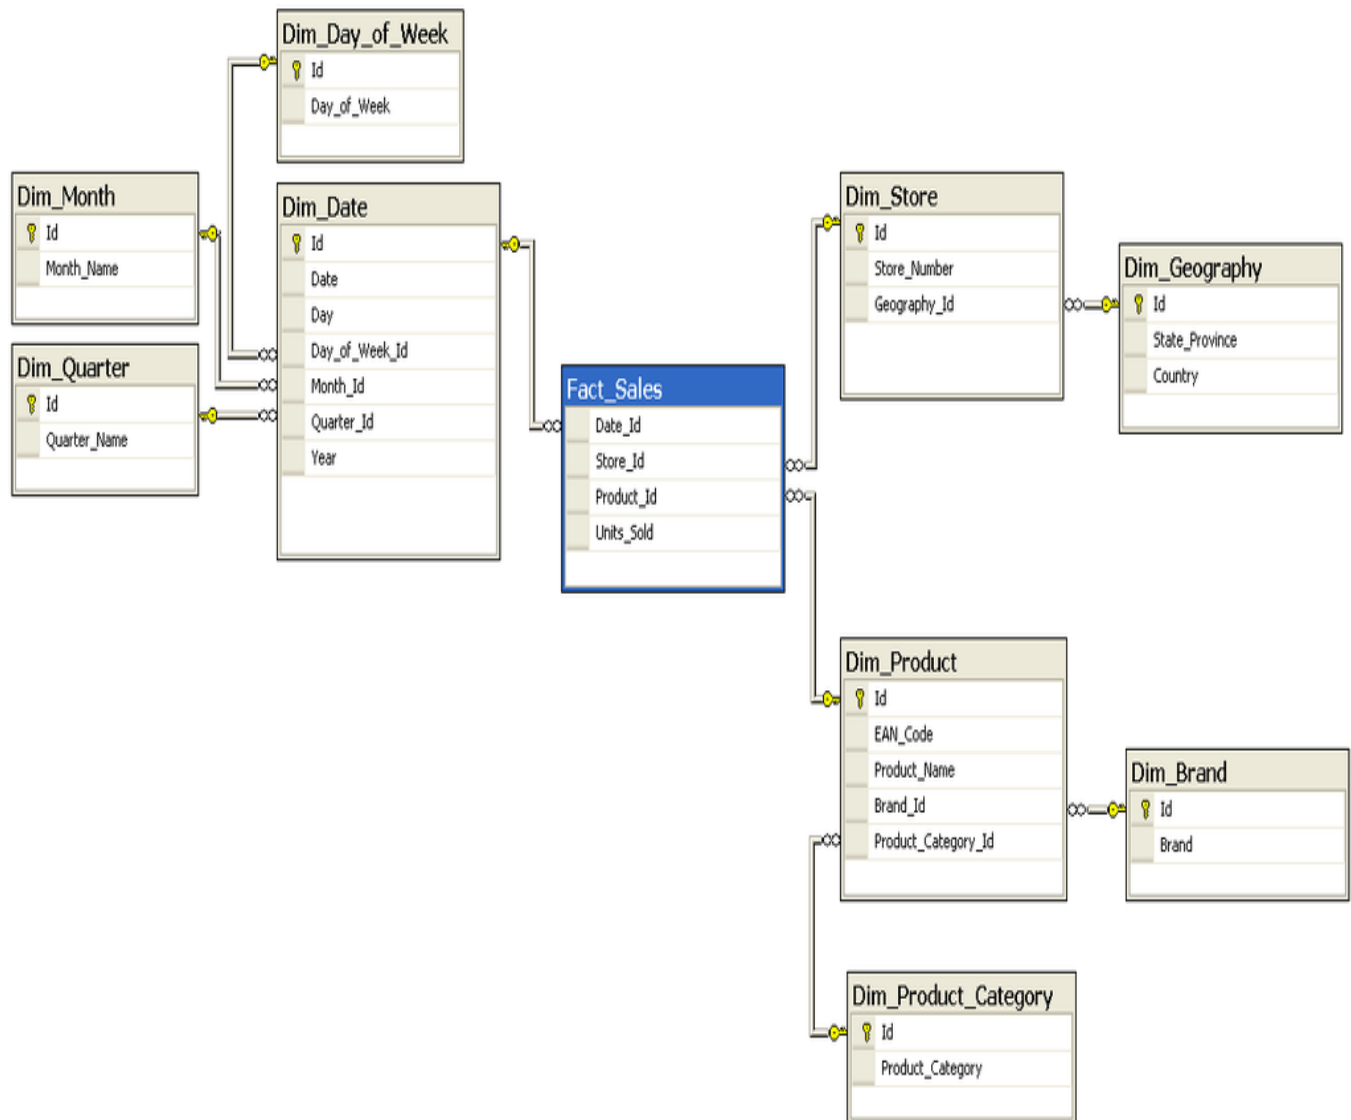 Dim_Day_of_Week
Id
Day_of_Week
Dim_Month
Id
Month_Name
Dim_Quarter
Id
Quarter_Name
Dim_Date
Id
Date
Day
Day_of_Week_Id
Month_Id
Quarter_Id
Year
Fact_Sales
Date_Id
Store_Id
Product_Id
Units_Sold
Dim_Store
Id
Store_Number
Geography_Id
Dim_Geography
Id
State_Province
Country
Dim_Product
Id
EAN_Code
Product_Name
Brand_Id
Product_Category_Id
Dim_Brand
Id
Brand
Dim_Product_Category
Id
Product_Category